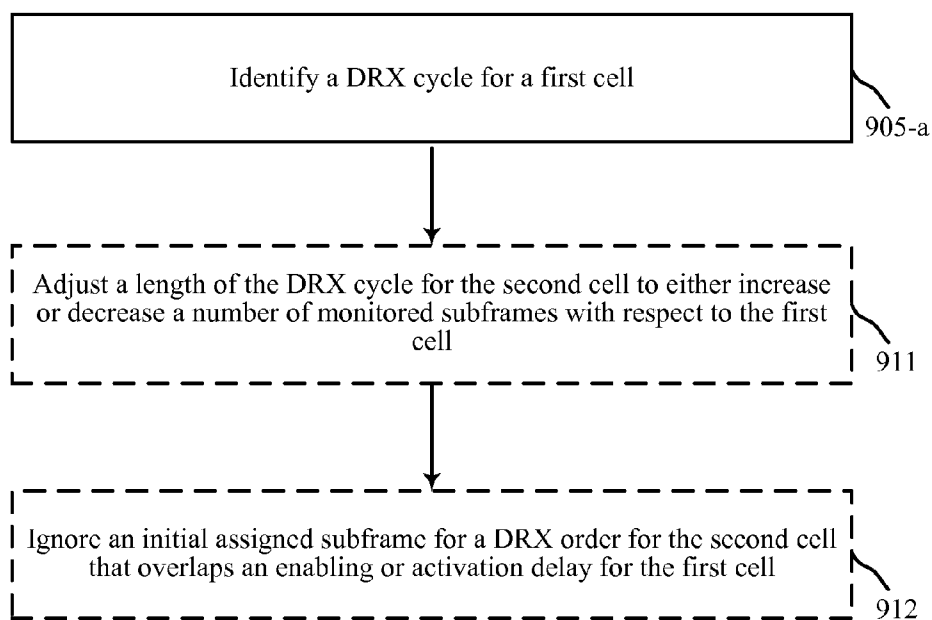 Identify a DRX cycle for a first cell
905-a
Adjust a length of the DRX cycle for the second cell to either increase
or decrease a number of monitored subframes with respect to the first
cell
911
Ignore an initial assigned subframe for a DRX order for the second cell
that overlaps an enabling or activation delay for the first cell
912